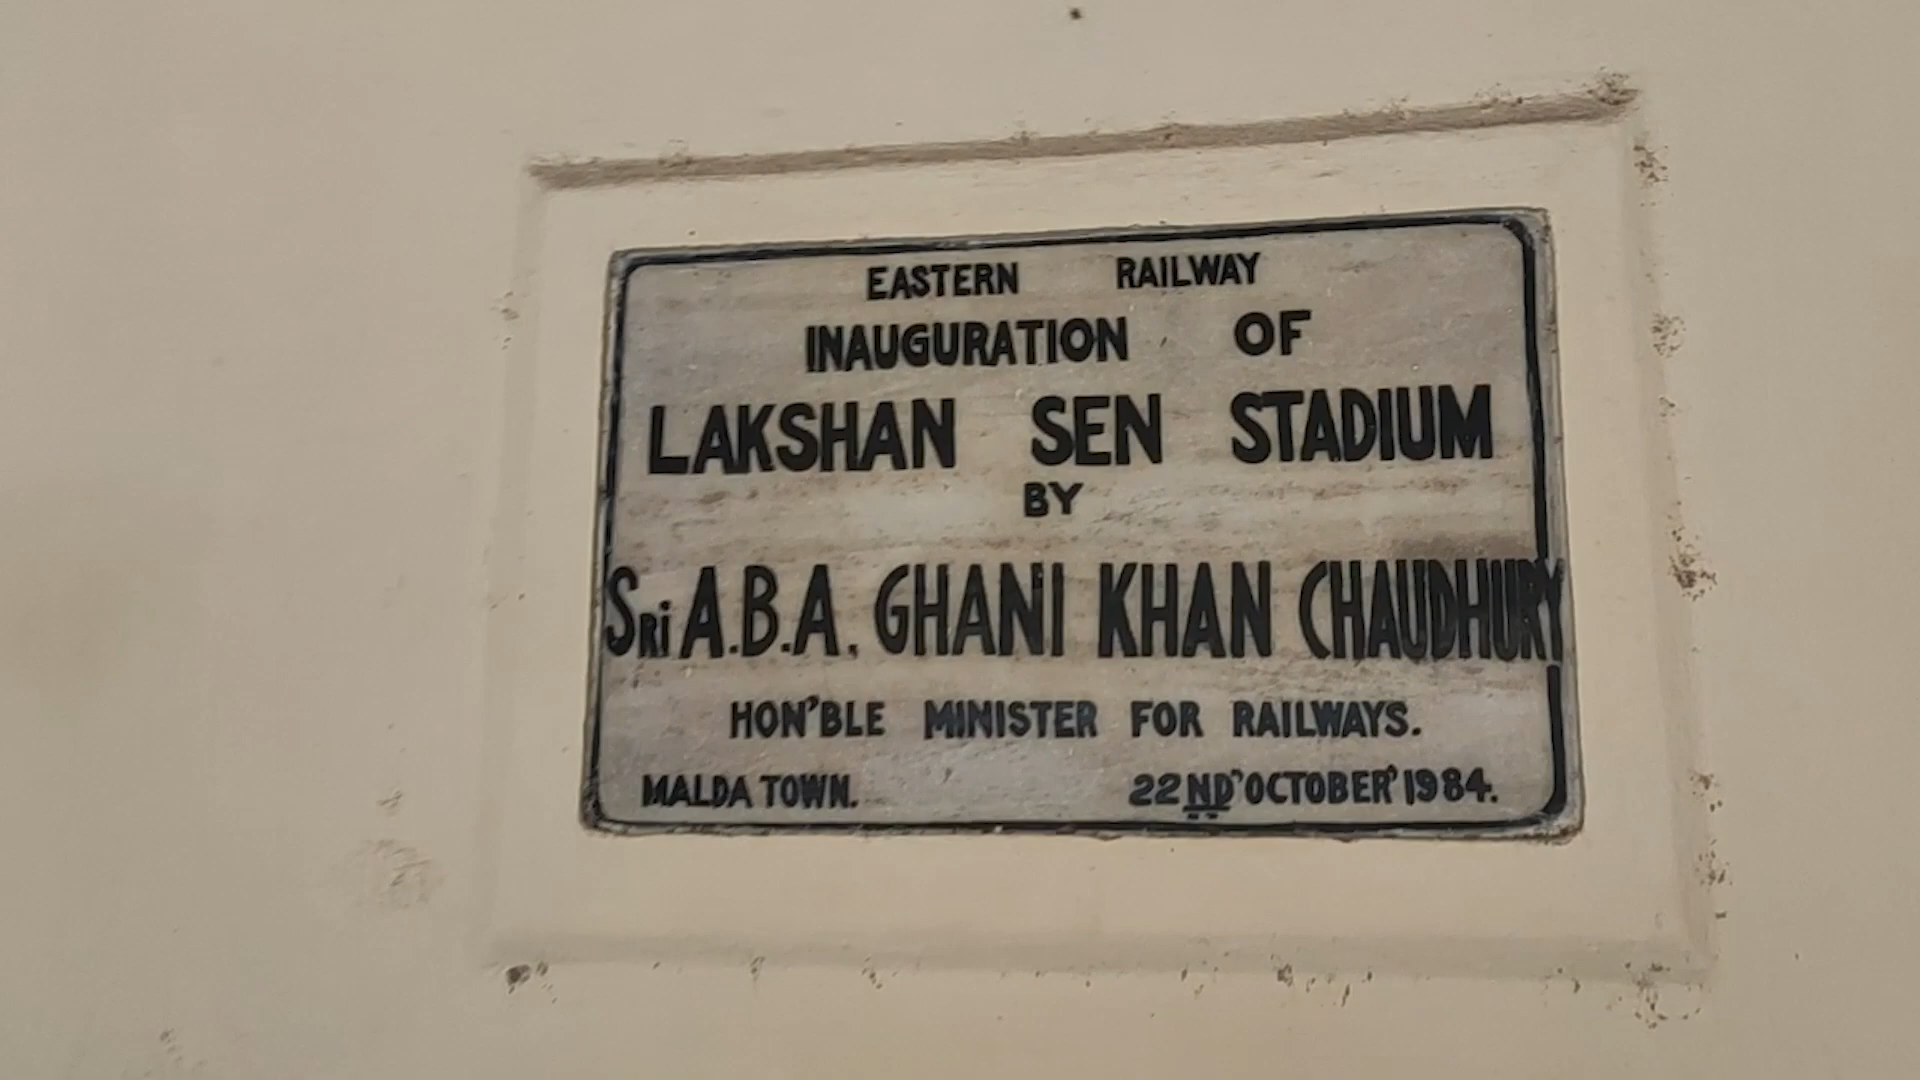 EASTERN RAILWAY
INAUGURATION OF
LAKSHAN SEN STADIUM
BY
SRi A.B.A. GHANI KHAN CHAUDHURY
HON'BLE MINISTER FOR RAILWAYS.
MALDA TOWN. 22ND "OCTOBER' 1984.